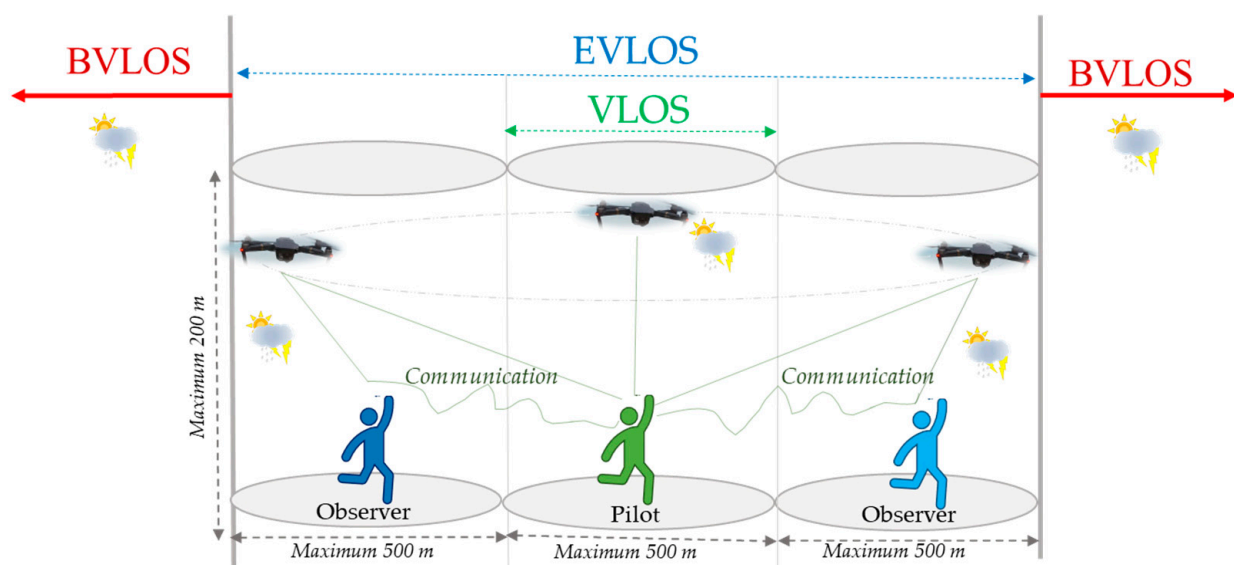 EVLOS
BVLOS
BVLOS
VLOS
Maximum 200 m
Communication
Communication
Observer
Pilot
Observer
Maximum 500 m
Maximum 500 m
Maximum 500 m